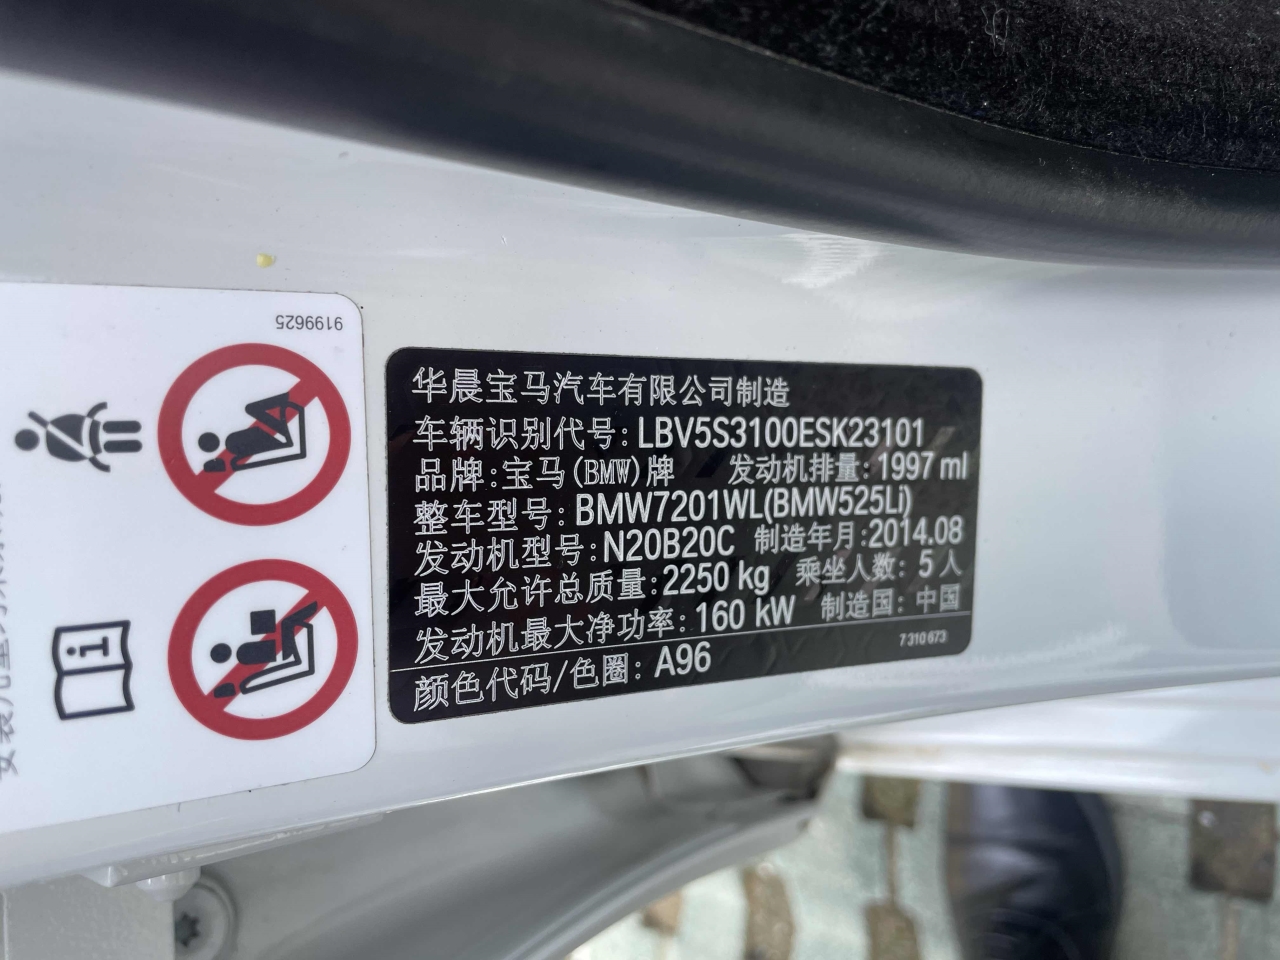 9199625
华晨宝马汽车有限公司制造
车辆识别代号: LBV5S3100ESK23101
品牌: 宝马(BMW)牌 发动机排量: 1997 ml
整车型号: BMW7201WL(BMW525Li)
发动机型号: N20B20C 制造年月: 2014.08
最大允许总质量: 2250 kg 乘坐人数: 5 人
发动机最大净功率: 160 kW 制造国: 中国
7 310 673
颜色代码/色圈: A96